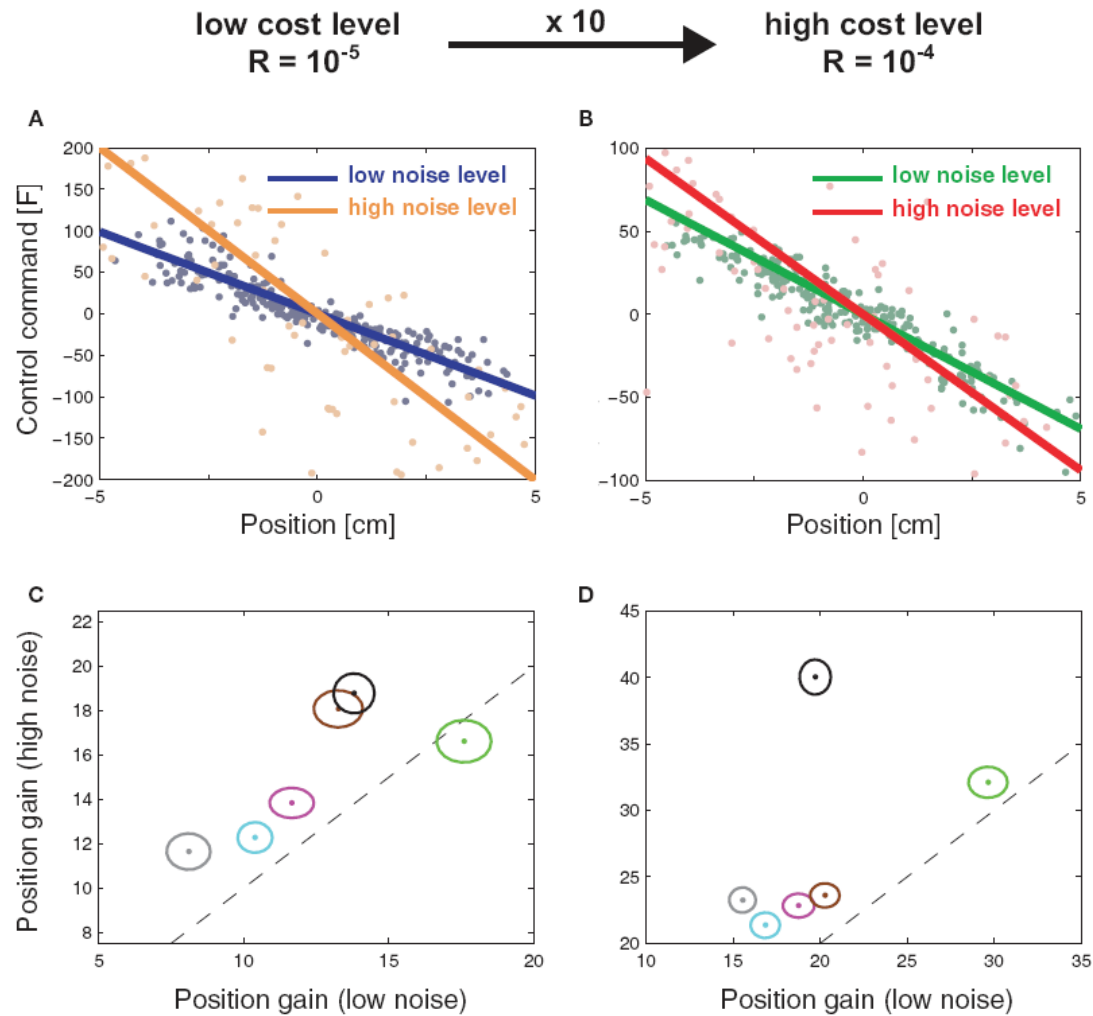 low cost level
R = 10⁻⁵
x 10
high cost level
R = 10⁻⁴
A
Control command [F]
200
150
100
50
0
−50
−100
−150
−200
low noise level
high noise level
−5
0
5
Position [cm]
B
100
50
0
−50
−100
low noise level
high noise level
−5
0
5
Position [cm]
C
Position gain (high noise)
22
20
18
16
14
12
10
8
5
10
15
20
Position gain (low noise)
D
45
40
35
30
25
20
10
15
20
25
30
35
Position gain (low noise)